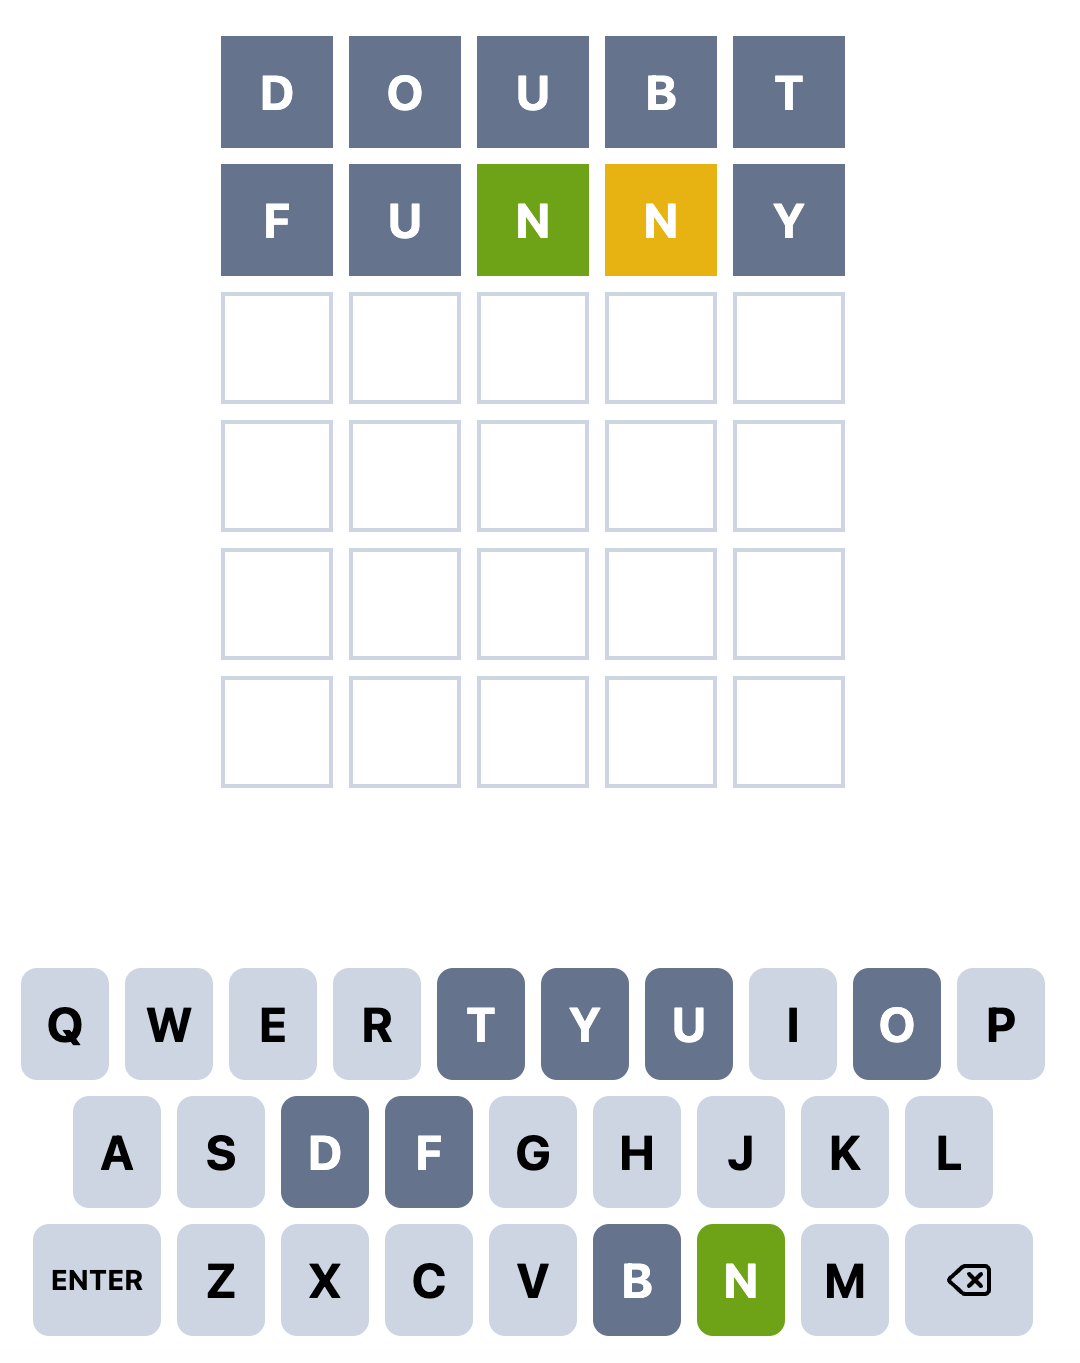 D O U B T
F U N N Y
Q W E R T Y U I O P
A S D F G H J K L
ENTER Z X C V B N M